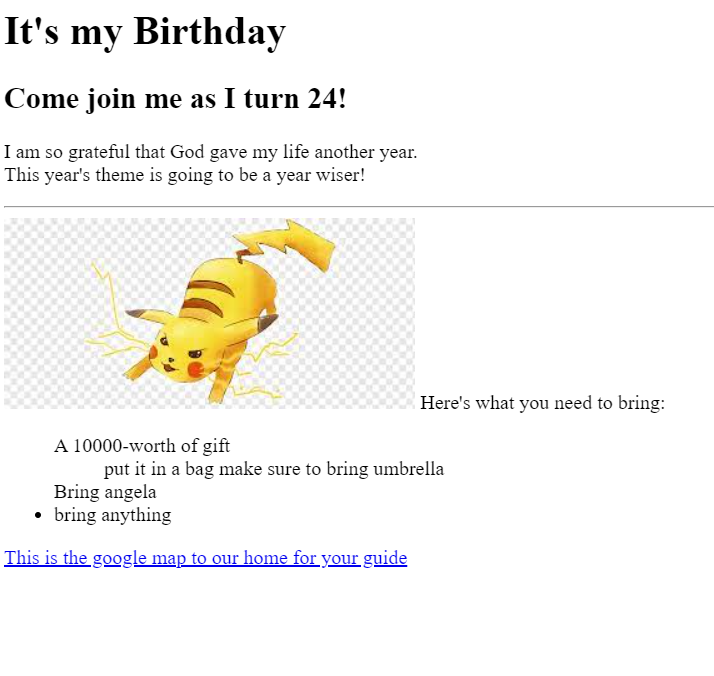 It's my Birthday
Come join me as I turn 24!
I am so grateful that God gave my life another year.
This year's theme is going to be a year wiser!
Here's what you need to bring:
A 10000-worth of gift
put it in a bag make sure to bring umbrella
Bring angela
bring anything
This is the google map to our home for your guide